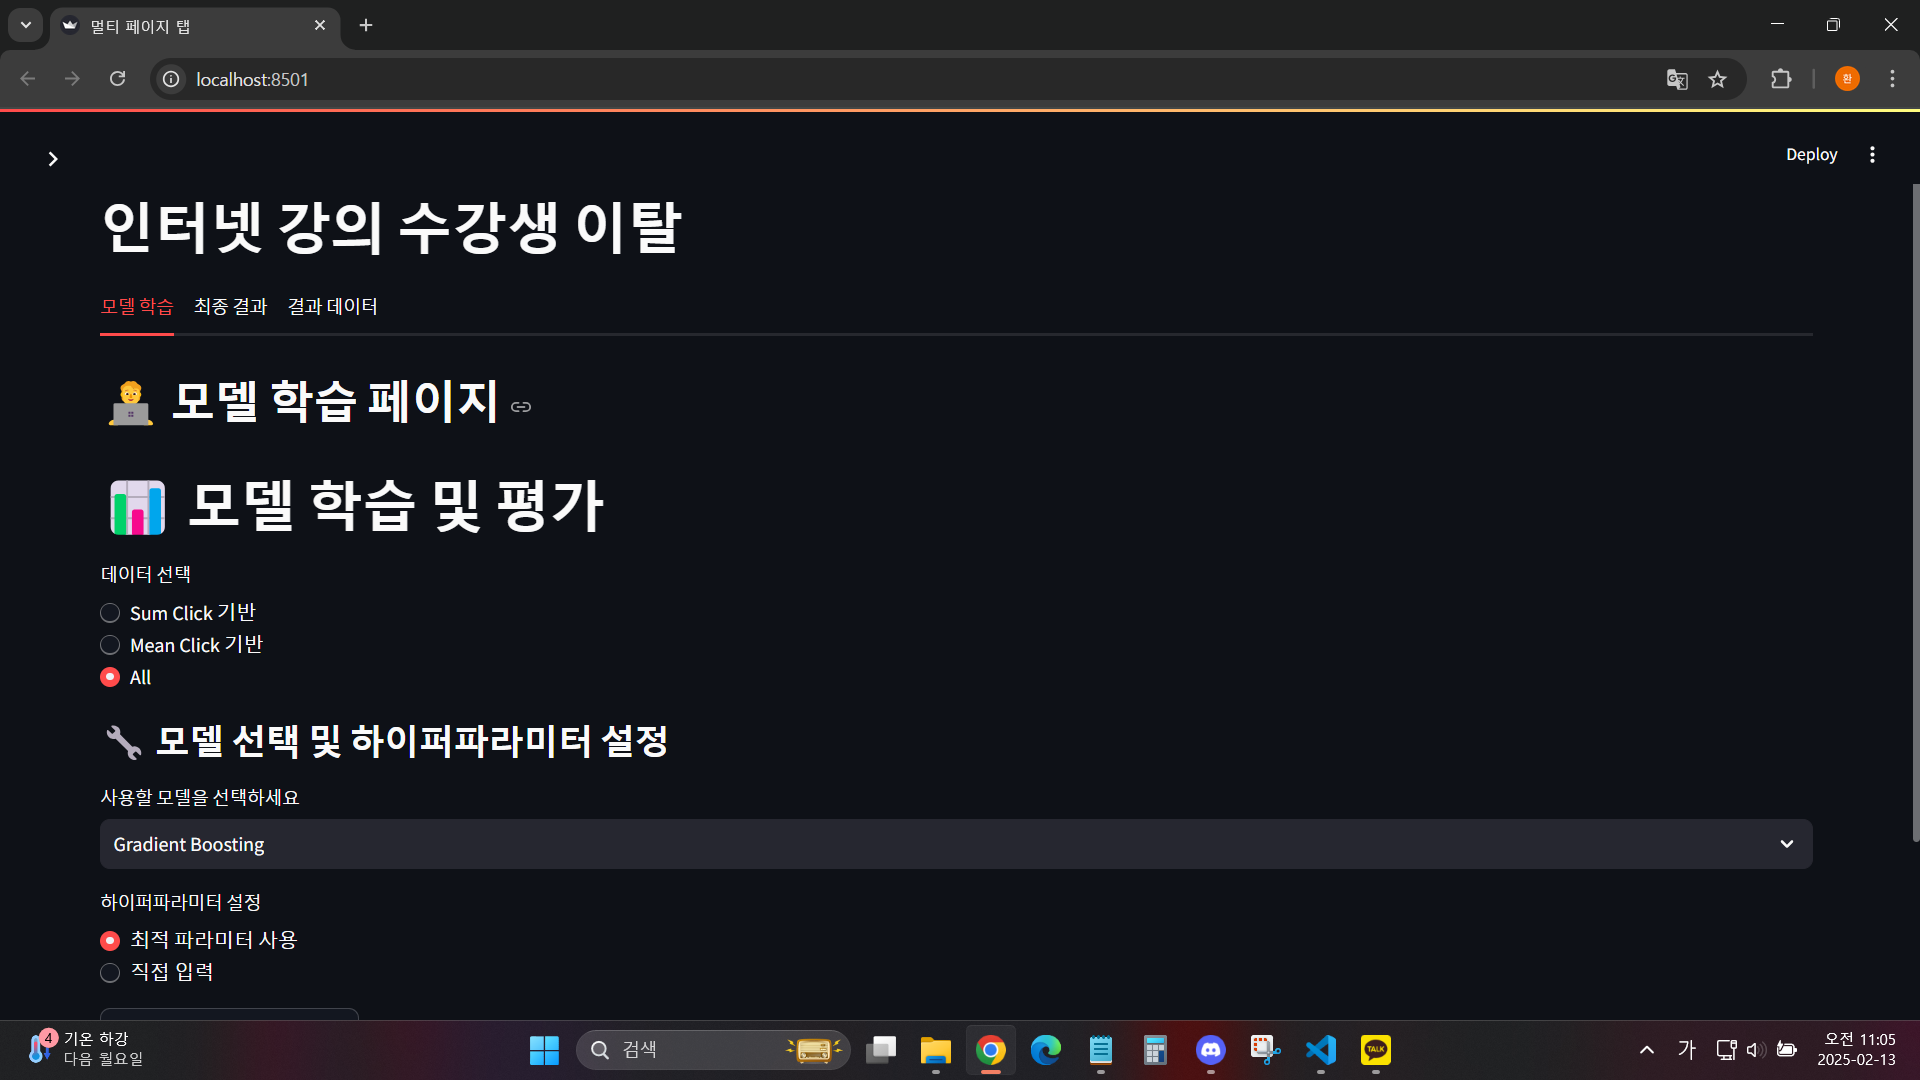 멀티 페이지 탭
localhost:8501
환
Deploy
인터넷 강의 수강생 이탈
모델 학습 최종 결과 결과 데이터
모델 학습 페이지
모델 학습 및 평가
데이터 선택
Sum Click 기반
Mean Click 기반
All
모델 선택 및 하이퍼파라미터 설정
사용할 모델을 선택하세요
Gradient Boosting
하이퍼파라미터 설정
최적 파라미터 사용
직접 입력
4
기온 하강
다음 월요일
검색
TALK
가
오전 11:05
2025-02-13